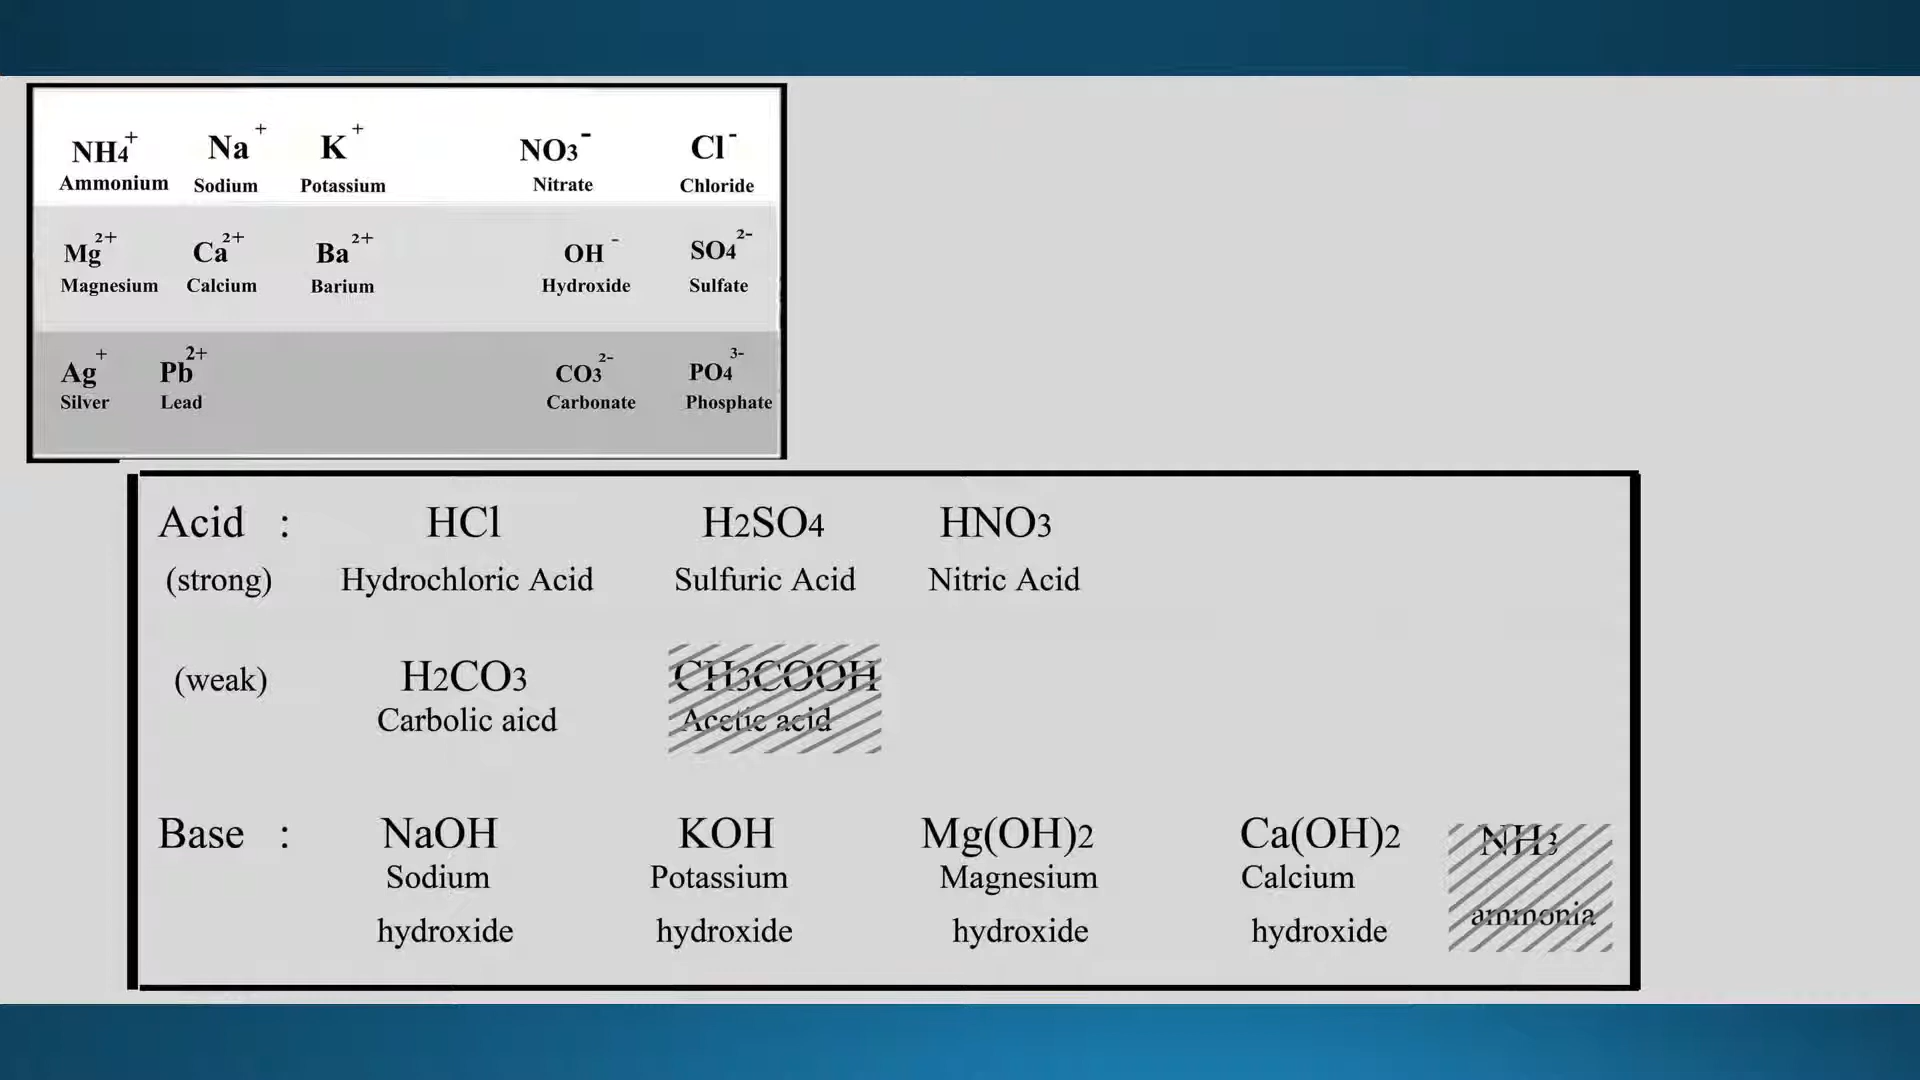 NH4+ Na+ K+ NO3- Cl-
Ammonium Sodium Potassium Nitrate Chloride
Mg2+ Ca2+ Ba2+ OH- SO42-
Magnesium Calcium Barium Hydroxide Sulfate
Ag+ Pb2+ CO32- PO43-
Silver Lead Carbonate Phosphate
Acid : HCl H2SO4 HNO3
(strong) Hydrochloric Acid Sulfuric Acid Nitric Acid
(weak) H2CO3 CH3COOH
Carbolic aicd Acetic acid
Base : NaOH KOH Mg(OH)2 Ca(OH)2 NH3
Sodium Potassium Magnesium Calcium
hydroxide hydroxide hydroxide hydroxide ammonia